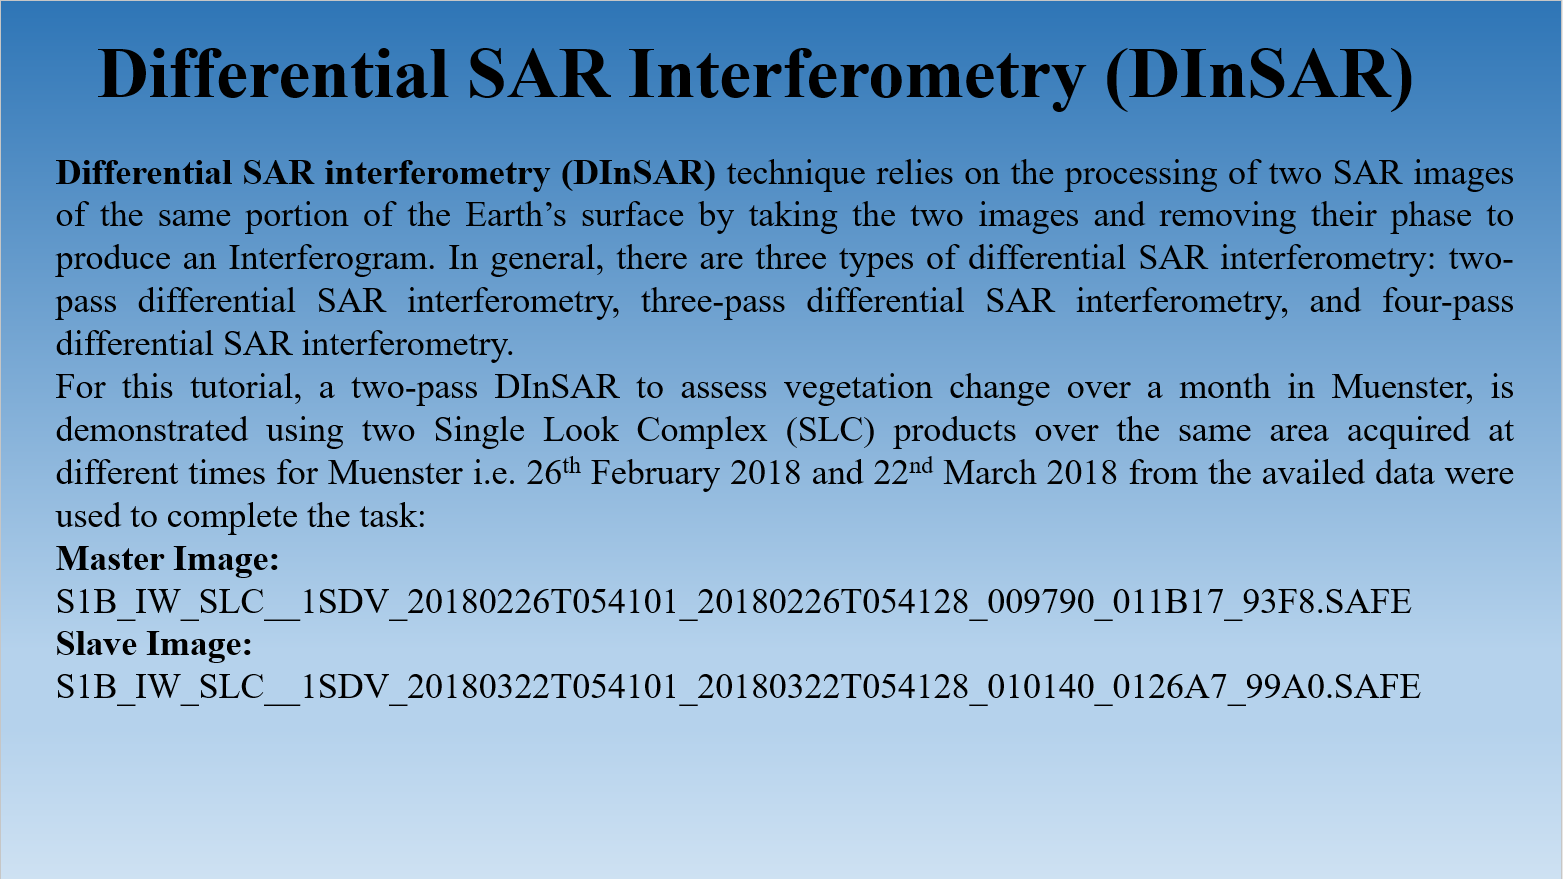 Differential SAR Interferometry (DInSAR)
Differential SAR interferometry (DInSAR) technique relies on the processing of two SAR images
of the same portion of the Earth’s surface by taking the two images and removing their phase to
produce an Interferogram. In general, there are three types of differential SAR interferometry: two-
pass differential SAR interferometry, three-pass differential SAR interferometry, and four-pass
differential SAR interferometry.
For this tutorial, a two-pass DInSAR to assess vegetation change over a month in Muenster, is
demonstrated using two Single Look Complex (SLC) products over the same area acquired at
different times for Muenster i.e. 26th February 2018 and 22nd March 2018 from the availed data were
used to complete the task:
Master Image:
S1B_IW_SLC__1SDV_20180226T054101_20180226T054128_009790_011B17_93F8.SAFE
Slave Image:
S1B_IW_SLC__1SDV_20180322T054101_20180322T054128_010140_0126A7_99A0.SAFE